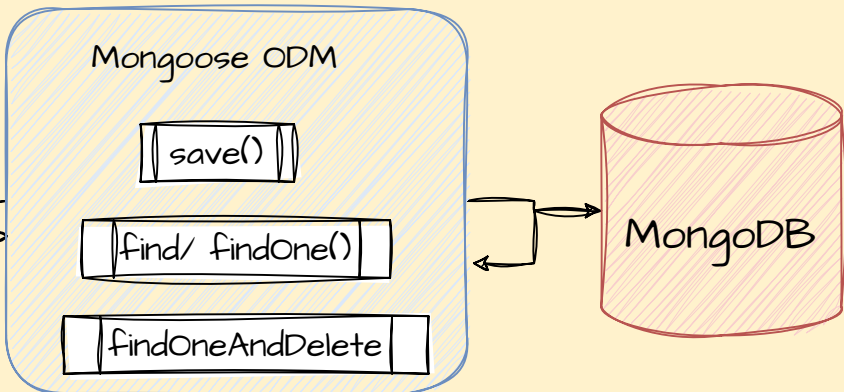 Mongoose ODM
save()
find/ findOne()
MongoDB
findOneAndDelete